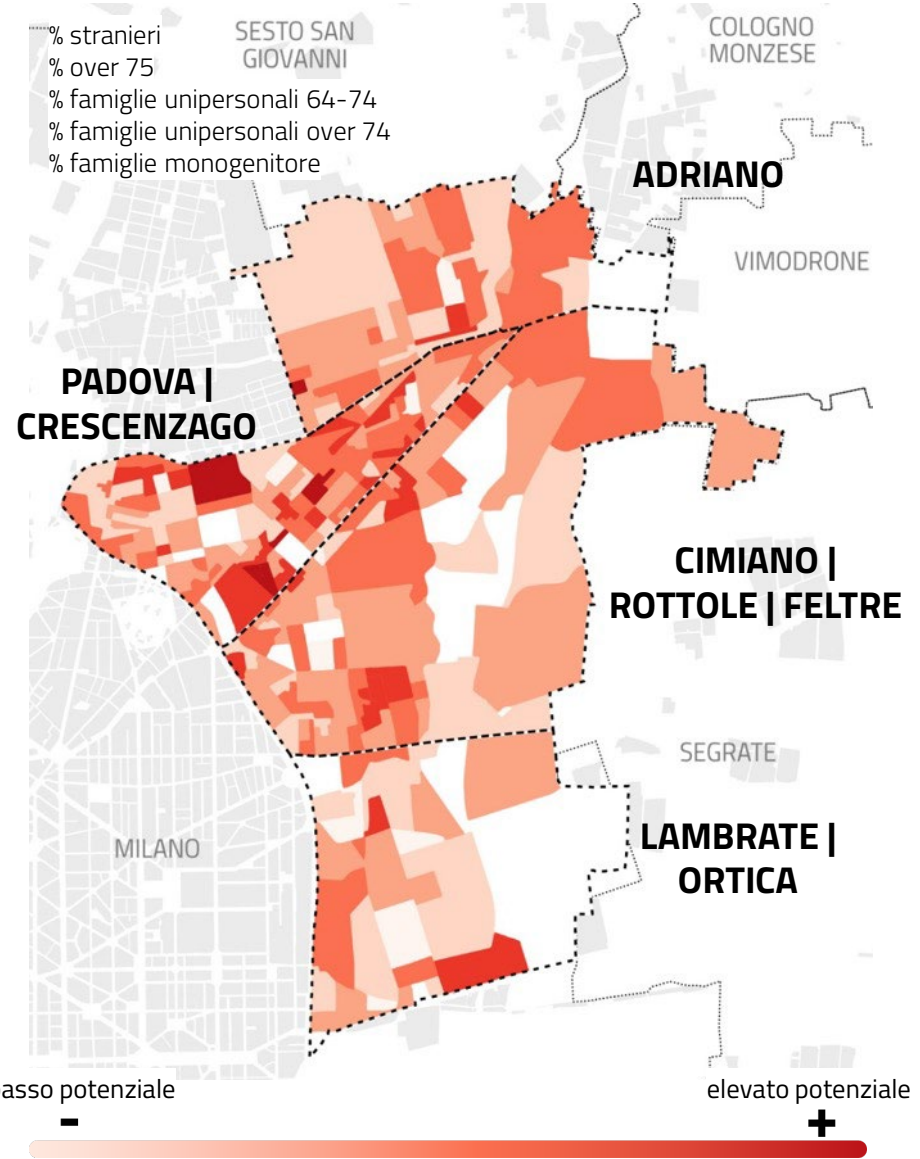 % stranieri
% over 75
% famiglie unipersonali 64-74
% famiglie unipersonali over 74
% famiglie monogenitore
SESTO SAN
GIOVANNI
COLOGNO
MONZESE
ADRIANO
VIMODRONE
PADOVA |
CRESCENZAGO
CIMIANO |
ROTTOLE | FELTRE
SEGRATE
MILANO
LAMBRATE |
ORTICA
asso potenziale
elevato potenziale
-
+